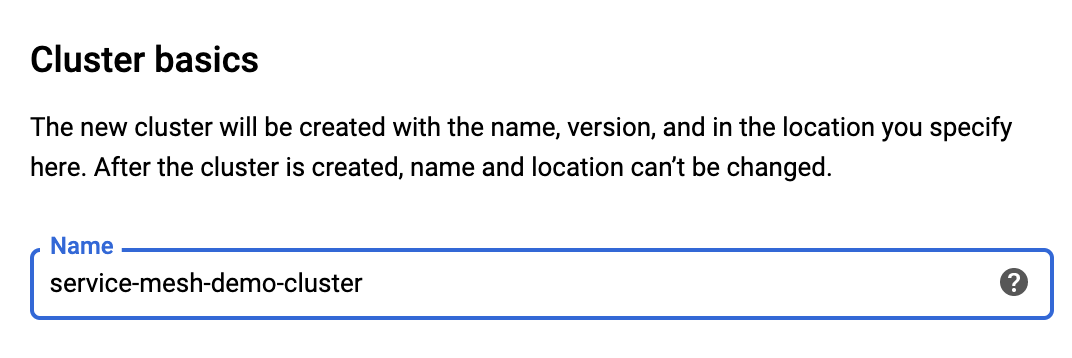 Cluster basics
The new cluster will be created with the name, version, and in the location you specify
here. After the cluster is created, name and location can’t be changed.
Name
service-mesh-demo-cluster
?